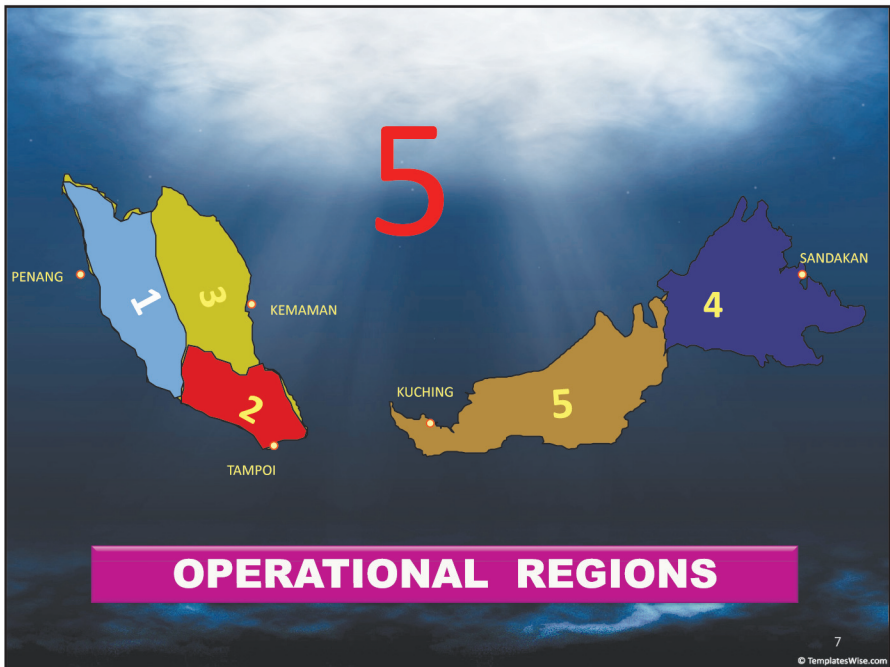 5
PENANG
1
3
KEMAMAN
2
TAMPOI
SANDAKAN
4
KUCHING
5
OPERATIONAL REGIONS
7
© TemplatesWise.com